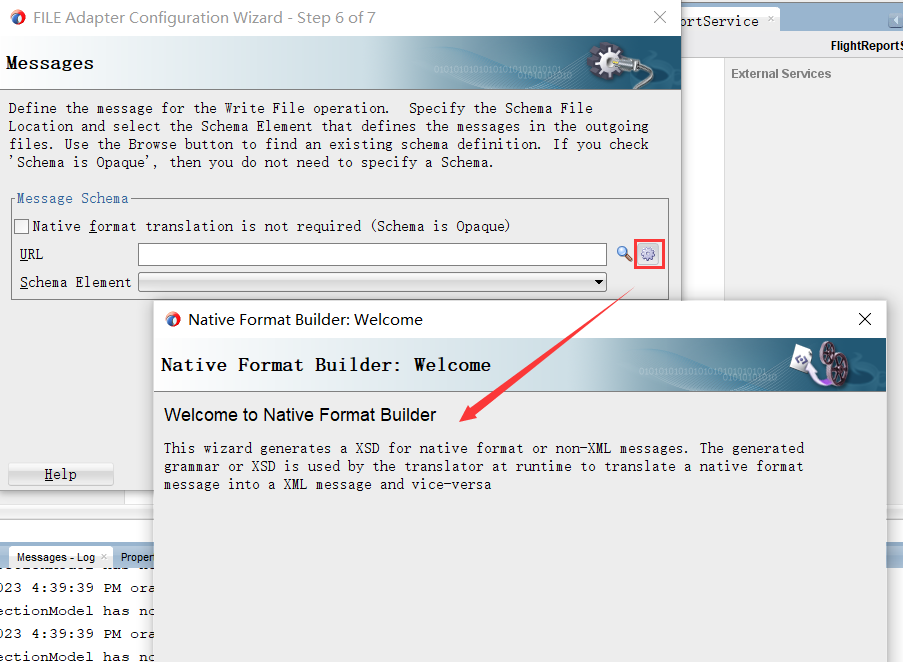 FILE Adapter Configuration Wizard - Step 6 of 7
ortService
FlightReportS
Messages
External Services
Define the message for the Write File operation.  Specify the Schema File
Location and select the Schema Element that defines the messages in the outgoing
files. Use the Browse button to find an existing schema definition. If you check
'Schema is Opaque', then you do not need to specify a Schema.
Message Schema
Native format translation is not required (Schema is Opaque)
URL
Schema Element
Native Format Builder: Welcome
Native Format Builder: Welcome
Welcome to Native Format Builder
This wizard generates a XSD for native format or non-XML messages. The generated
grammar or XSD is used by the translator at runtime to translate a native format
message into a XML message and vice-versa
Help
Messages - Log
Proper
023 4:39:39 PM ora
ectionModel has no
023 4:39:39 PM ora
ectionModel has no